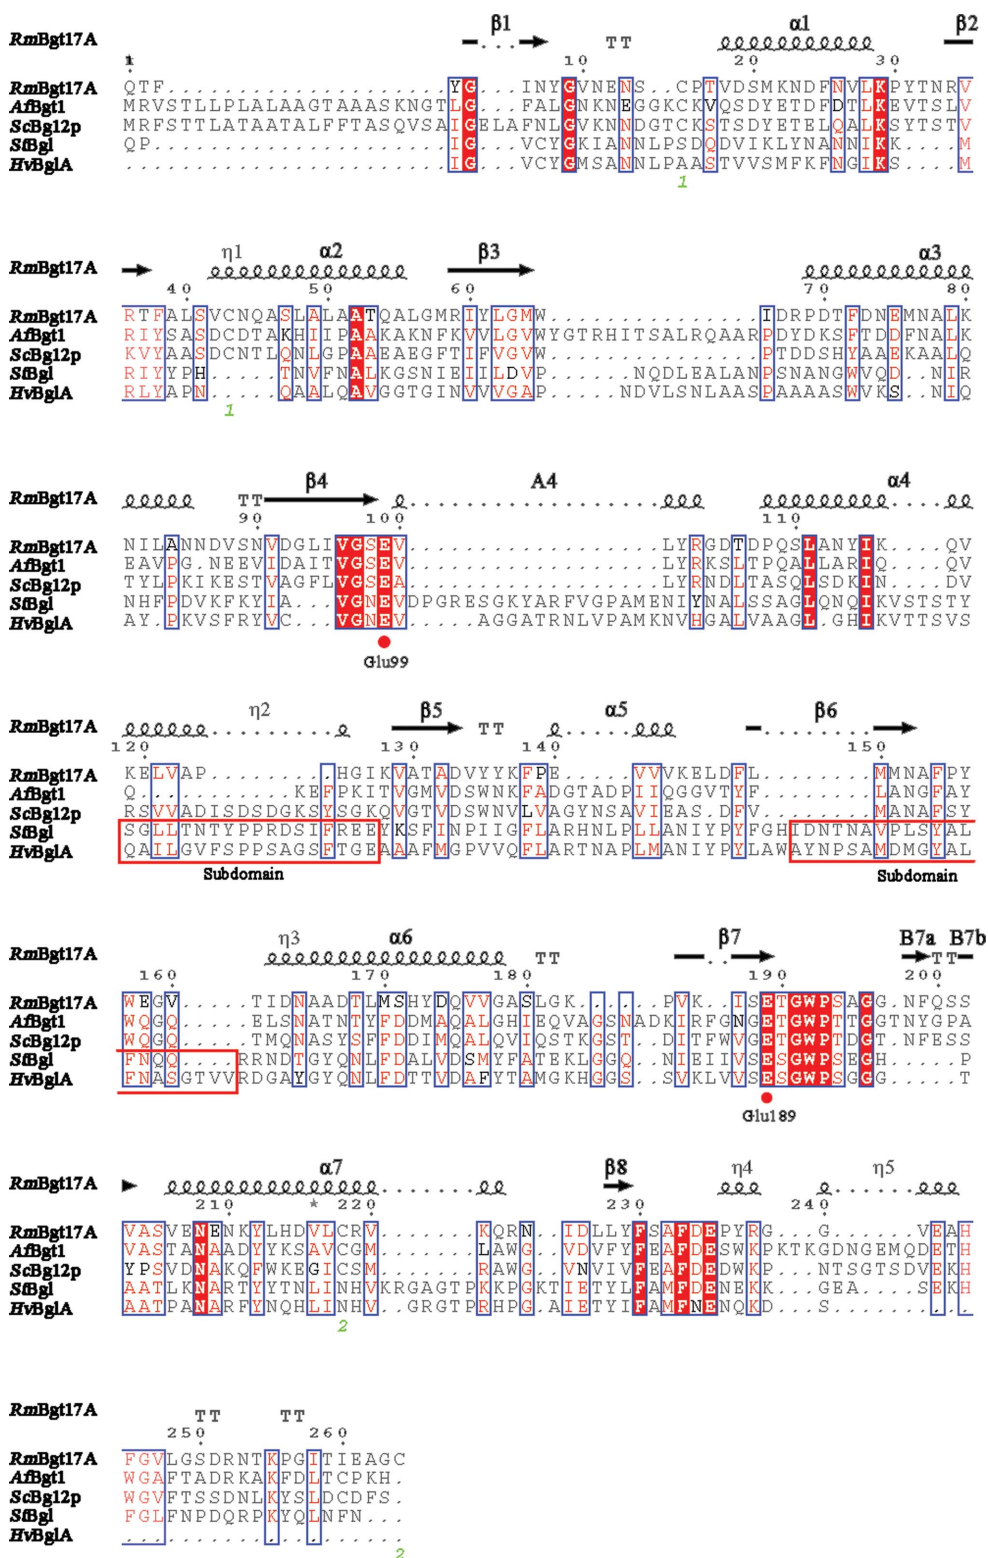 RmBgt17A β1 TT α1 β2
1 10 20 30
RmBgt17A QTF....................YG...INYGVNENS..CPTVDSMKNDFNVLKPYTNRV
AfBgt1 MRVSTLLPLALAAGTAAASKNGTLG...FALGNKNEGGKCKVQSDYETDFDTLKEVTSLV
ScBg12p MRFSTTLATAATALFFTASQVSAIGELAFNLGVKNNDGTCKSTSDYETELQALKSYTSTV
SfBgl QP.....................IG...VCYGKIANNLPSDQDVIKLYNANNIKK....M
HvBglA .......................IG...VCYGMSANNLPAASTVVSMFKFNGIKS....M
1
RmBgt17A η1 α2 β3 α3
40 50 60 70 80
RmBgt17A RTFALSVCNQASLALAATQALGMRIYLGMW................IDRPDTFDNEMNALK
AfBgt1 RIYSASDCDTAKHIIPAAKAKNFKVVLGVWYGTRHITSALRQAARPDYDKSFTDDFNALK
ScBg12p KVYAASDCNTLQNLGPAAEAEGFTIFVGVW................PTDDSHYAAEKAALQ
SfBgl RIYYPH.....TNVFNALKGSNIEIILDVP......NQDLEALANPSNANGWVQD..NIR
HvBglA RLYAPN.....QAALQAVGGTGINVVVGAP......NDVLSNLAASPAAAASWVKS..NIQ
1
RmBgt17A β4 TT A4 α4
90 100 110
RmBgt17A NILANNDVSNVDGLIVGSEV...................LYRGDTDPQSLANYIK....QV
AfBgt1 EAVPG.NEEVIDAITVGSEV...................LYRKSLTPQALLARIQ....QV
ScBg12p TYLPKIKESTVAGFLVGSEA...................LYRNDLTASQLSDKIN....DV
SfBgl NHFPDVKFKYIA....VGNEVDPGRESGKYARFVGPAMENIYNALSSAGLQNQIKVSTSTY
HvBglA AY.PKVSFRYVC....VGNEV......AGGATRNLVPAMKNVHGALVAAGL.GHIKVTTSVS
Glu99
RmBgt17A η2 β5 TT α5 β6
120 130 140 150
RmBgt17A KELVAP........HGIKVATADVYYKFPE.....VVVKELDFL.......MMNAFPY
AfBgt1 Q...........KEFPKITVGMVDSWNKFADGTADPIIQGGVTYF.......LANGFAY
ScBg12p RSVVADISDSDGKSYSGKQVGTVDSWNVLVAGYNSAVIEAS.DFV.......MANAFSY
SfBgl SGLLTNTYPPRDSIFREEYKSFINPIIGFLARHNLPLLANIYPYFGHIDNTNAVPLSYAL
HvBglA QAILGVFSPPSAGSFTGEAAAFMGPVVQFLARTNAPLMANIYPYLAWAYNPSAMDMGYAL
Subdomain Subdomain
RmBgt17A η3 α6 TT β7 B7a TT B7b
160 170 180 190 200
RmBgt17A WEGV.....TIDNAADTLMSHYDQVVGASLGK....PVK..ISETGWPSAGG.NFQSS
AfBgt1 WQGQ.....ELSNATNTYFDDMAQALGHIEQVAGSNADKIRFGNGETGWPTTGGTNYGPA
ScBg12p WQGQ.....TMQNASYSFFDDIMQALQVIQSTKGST...DITFWVGETGWPTDGT.NFESS
SfBgl FNQQ.....RRNDTGYQNLFDALVDSMYFATEKLGGQ..NIEIIVSESGWPSEGH.....P
HvBglA FNASGTVVRDGAYGYQNLFDTTVDAFYTAMGKHGGS..SVKLVVSESGWPSGGG.....T
Glu189
RmBgt17A α7 β8 η4 η5
210 220 230 240
RmBgt17A VASVENENKYLHDVLCRV......KQRN..IDLLYFSAFDEPYRG...G.....VEAH
AfBgt1 VASTANAADYYKSAVCGM......LAWG..VDVFYFEAFDESWKPKTKGDNGEMQDETH
ScBg12p YPSVDNAKQFWKEGICSM......RAWG..VNVIVFEAFDEDWKP...NTSGTSDVEKH
SfBgl AATLKNARTYYTNLINHVKRGAGTPKKPGKTIETYLFAMFDENEKK...GEA....SEKH
HvBglA AATPANARFYNQHLINHV...GRGTPRHPG.AIETYIFAMFNENQKD...S.........
2
RmBgt17A TT TT
250 260
RmBgt17A FGVLGSDRNTKPGITIEAGC
AfBgt1 WGAFTADRKAKFDLTCPKH.
ScBg12p WGVFTSSDNLKYSLDCDFS.
SfBgl FGLFNPDQRPKYQLNFN...
HvBglA ....................
2